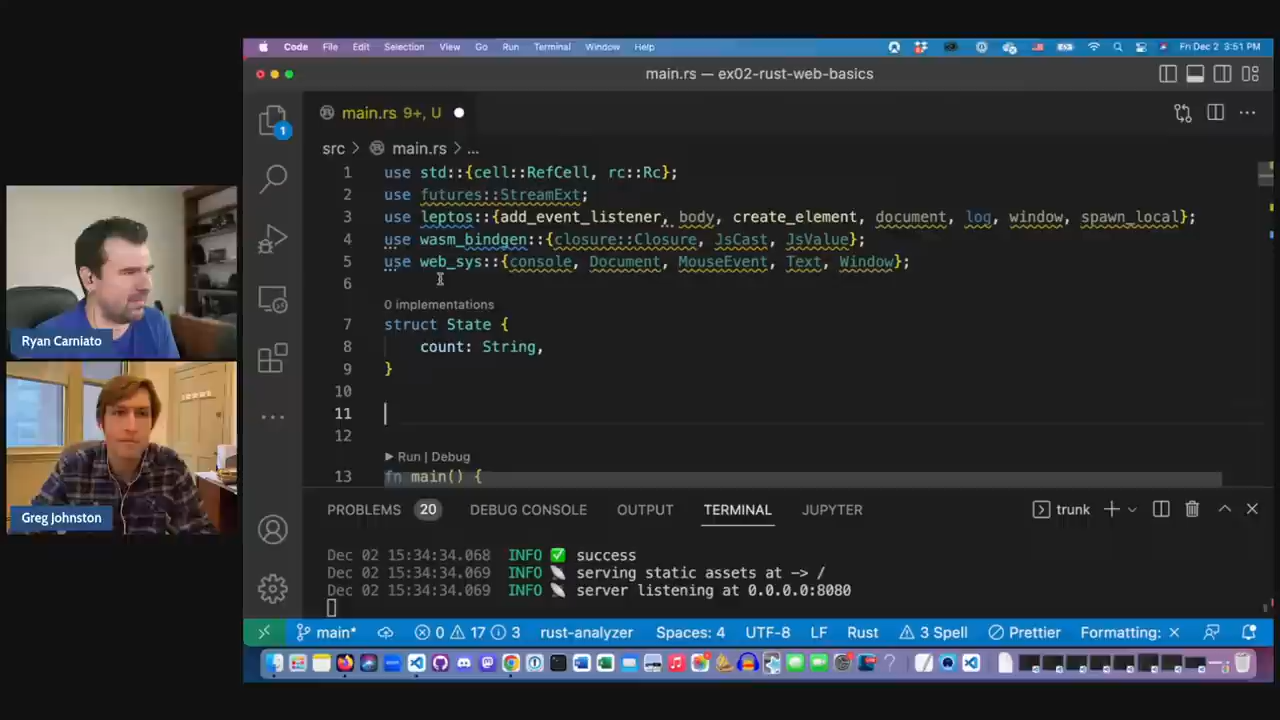 Code File Edit Selection View Go Run Terminal Window Help Fri Dec 2 3:51 PM
main.rs — ex02-rust-web-basics
main.rs 9+, U
src > main.rs > ...
1 use std::{cell::RefCell, rc::Rc};
2 use futures::StreamExt;
3 use leptos::{add_event_listener, body, create_element, document, log, window, spawn_local};
4 use wasm_bindgen::{closure::Closure, JsCast, JsValue};
5 use web_sys::{console, Document, MouseEvent, Text, Window};
6
0 implementations
7 struct State {
8 count: String,
9 }
10
11
12
Run | Debug
13 fn main() {
1
Ryan Carniato
Greg Johnston
PROBLEMS 20 DEBUG CONSOLE OUTPUT TERMINAL JUPYTER trunk
Dec 02 15:34:34.068 INFO ✅ success
Dec 02 15:34:34.069 INFO 📡 serving static assets at -> /
Dec 02 15:34:34.069 INFO 📡 server listening at 0.0.0.0:8080
main* 0 17 3 rust-analyzer Spaces: 4 UTF-8 LF Rust 3 Spell Prettier Formatting: ×